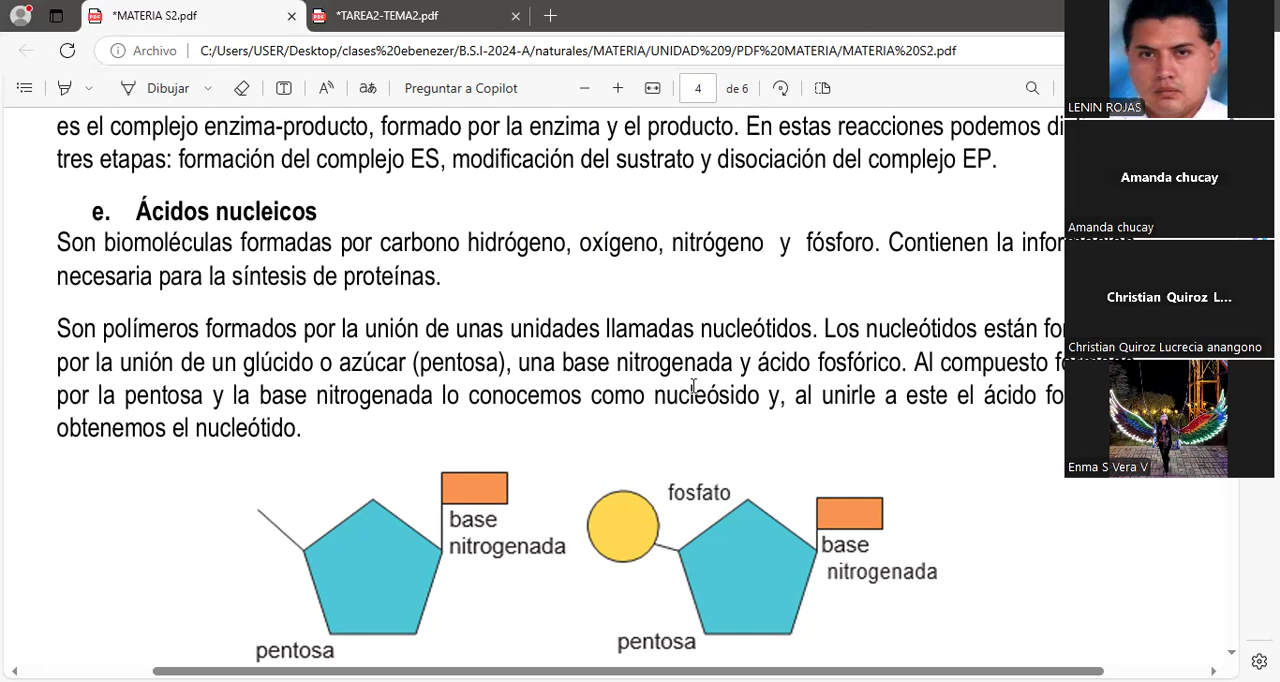 *MATERIA S2.pdf
*TAREA2-TEMA2.pdf
Archivo
C:/Users/USER/Desktop/clases%20ebenezer/B.S.I-2024-A/naturales/MATERIA/UNIDAD%209/PDF%20MATERIA/MATERIA%20S2.pdf
Dibujar
Preguntar a Copilot
4
de 6
es el complejo enzima-producto, formado por la enzima y el producto. En estas reacciones podemos
tres etapas: formación del complejo ES, modificación del sustrato y disociación del complejo EP.
e. Ácidos nucleicos
Son biomoléculas formadas por carbono hidrógeno, oxígeno, nitrógeno y fósforo. Contienen la
necesaria para la síntesis de proteínas.
Son polímeros formados por la unión de unas unidades llamadas nucleótidos. Los nucleótidos están
por la unión de un glúcido o azúcar (pentosa), una base nitrogenada y ácido fosfórico. Al compuesto
por la pentosa y la base nitrogenada lo conocemos como nucleósido y, al unirle a este el ácido
obtenemos el nucleótido.
base
nitrogenada
pentosa
fosfato
base
nitrogenada
pentosa
LENIN ROJAS
Amanda chucay
Amanda chucay
Christian Quiroz L...
Christian Quiroz Lucrecia anangono
Enma S Vera V